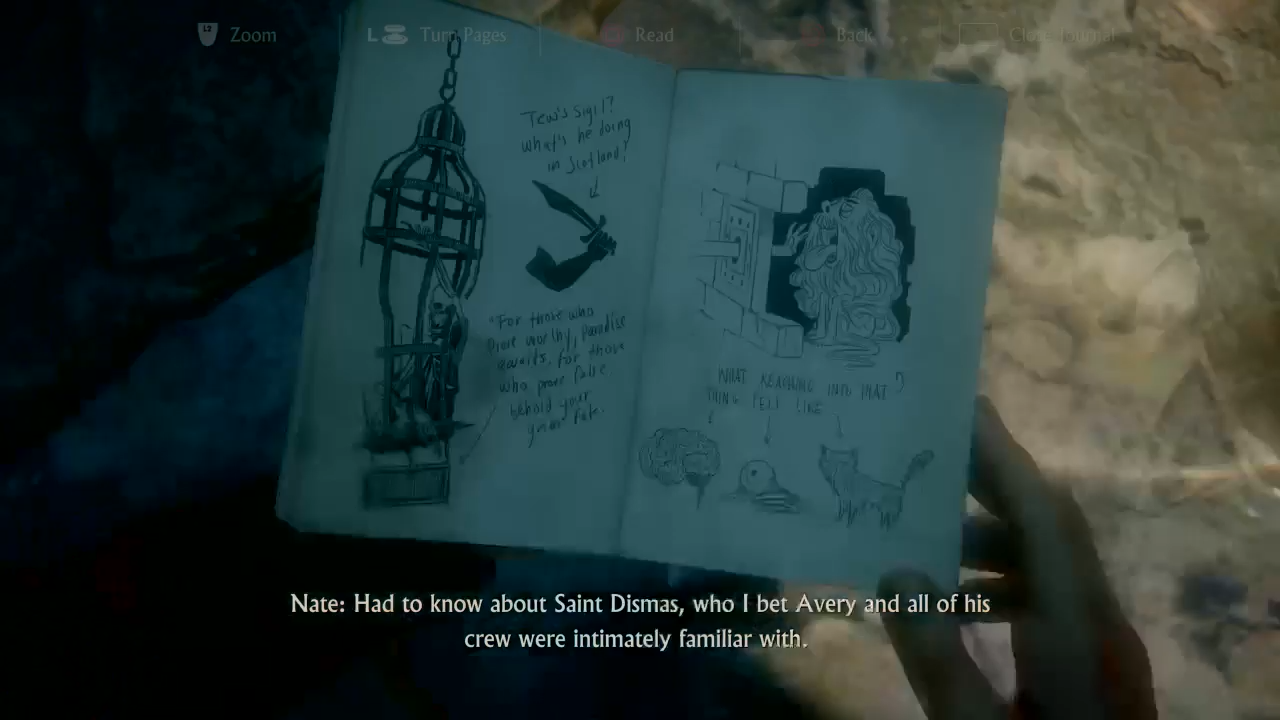 L2 Zoom
L Turn Pages
Read
Back
Close Journal
Tew's Sigil?
what's he doing
in Scotland?
"For those who
prove worthy, paradise
awaits. For those
who prove false,
behold your
fate.
WHAT REACHING INTO THAT
THING FELT LIKE
Nate: Had to know about Saint Dismas, who I bet Avery and all of his
crew were intimately familiar with.